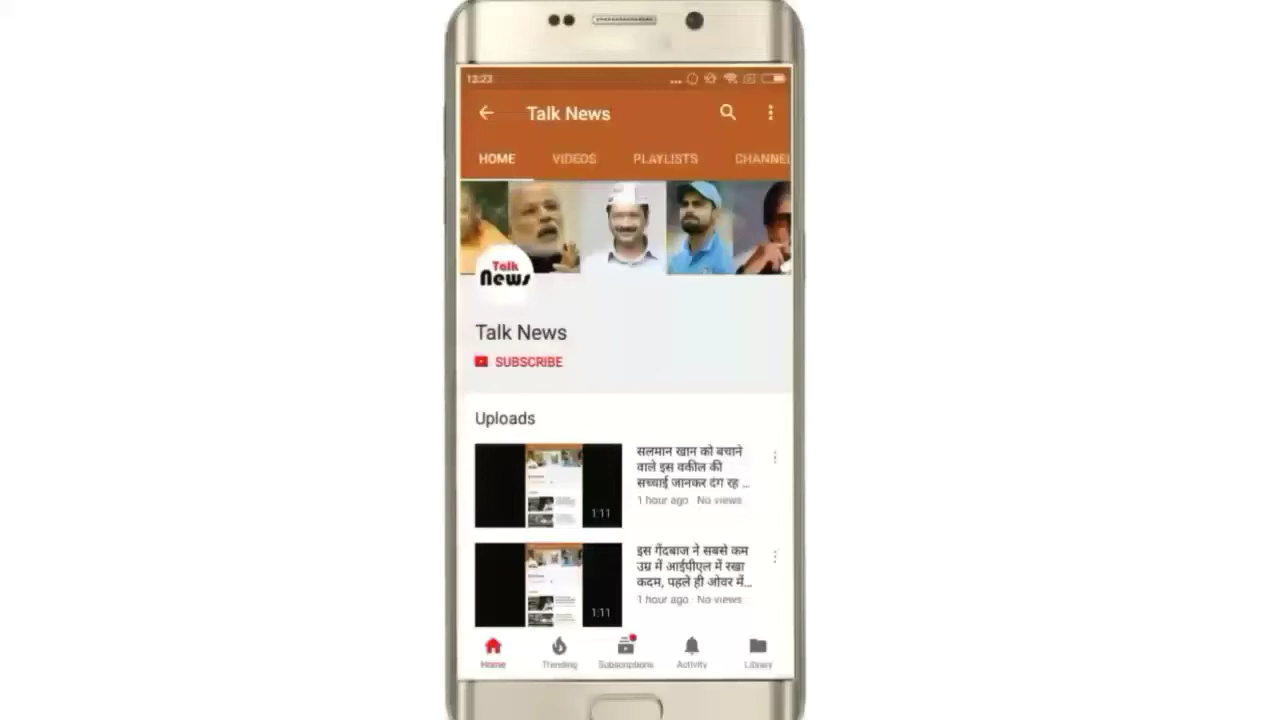 12:23
Talk News
HOME VIDEOS PLAYLISTS CHANNEL
Talk
News
Talk News
SUBSCRIBE
Uploads
सलमान खान को बचाने
वाले इस वकील की
सच्चाई जानकर दंग रह ...
1 hour ago · No views
1:11
इस गेंदबाज ने सबसे कम
उम्र में आईपीएल में रखा
कदम, पहले ही ओवर में...
1 hour ago · No views
1:11
Home Trending Subscriptions Activity Library